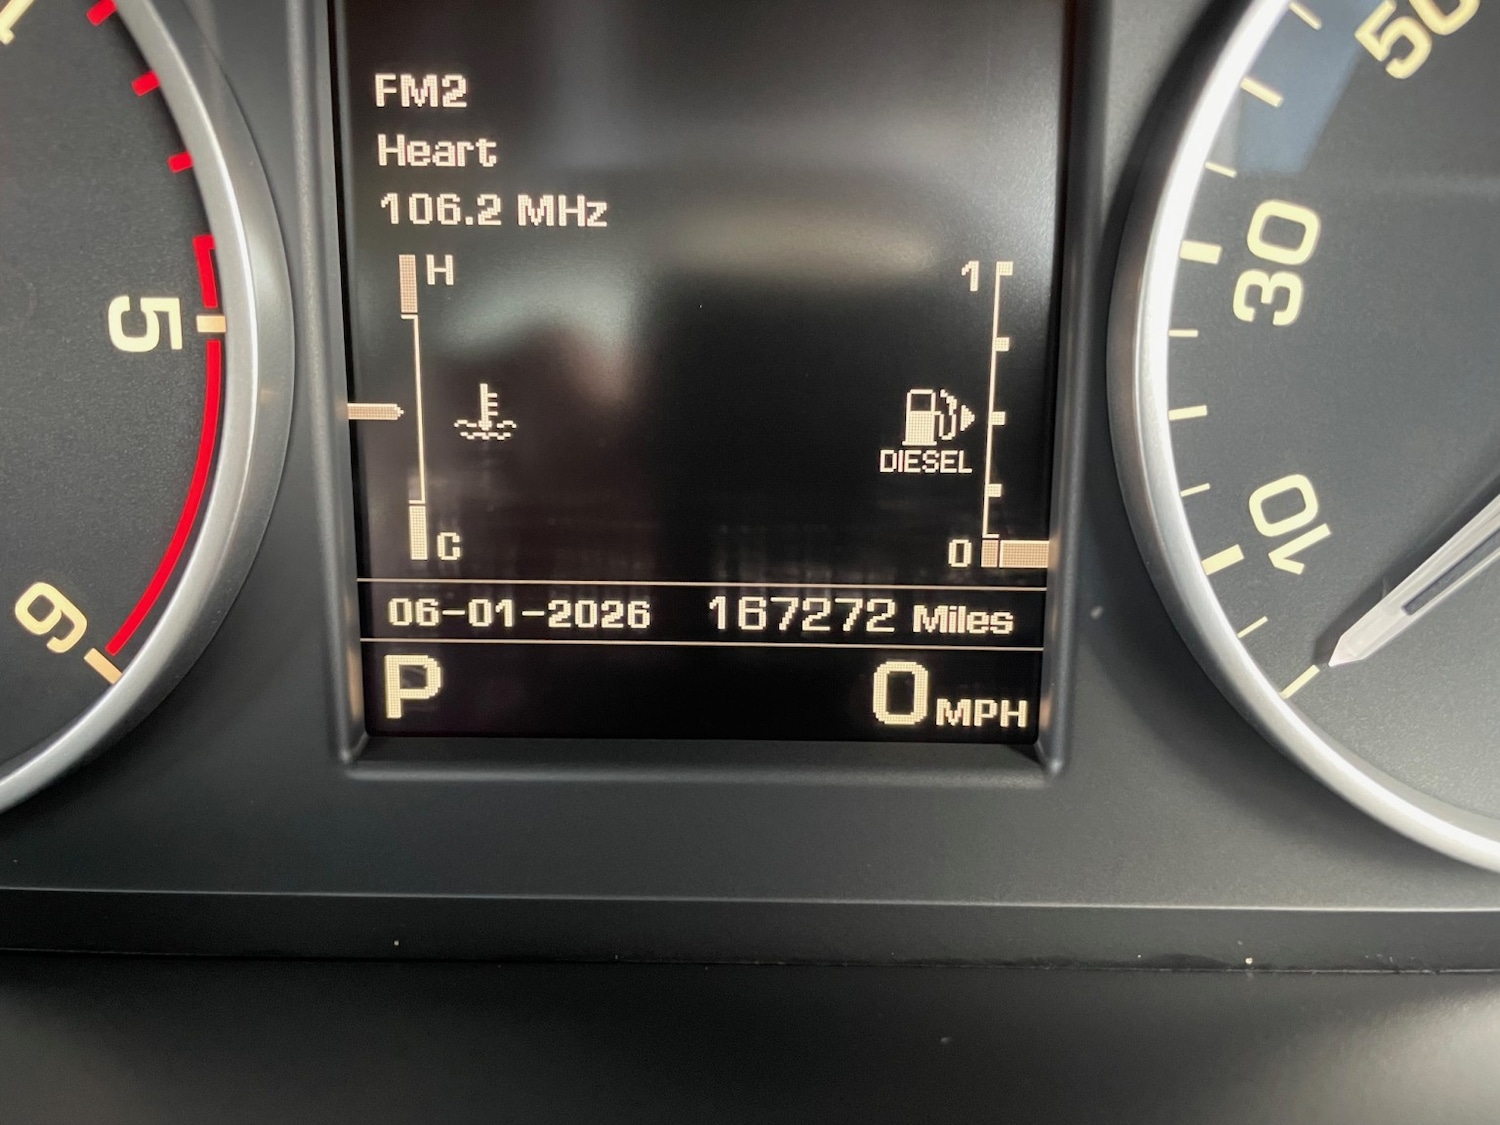 FM2
Heart
106.2 MHz
H
1
DIESEL
C
0
06-01-2026 167272 Miles
P 0 MPH
5
6
50
30
10